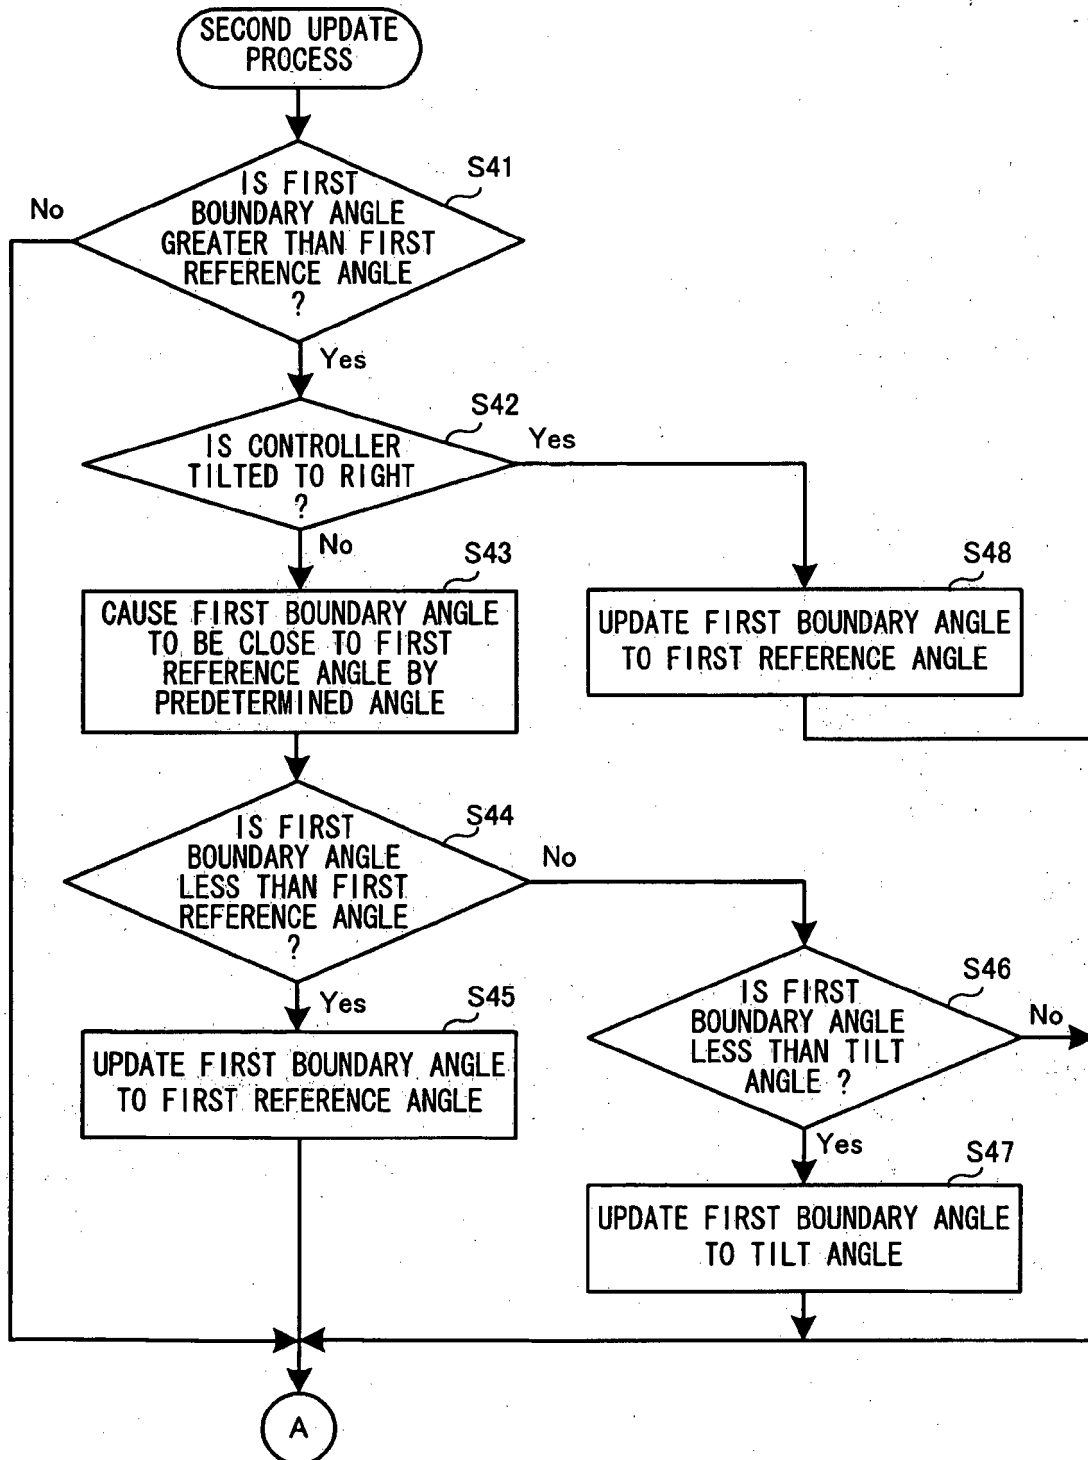 SECOND UPDATE
PROCESS
S41
No
IS FIRST
BOUNDARY ANGLE
GREATER THAN FIRST
REFERENCE ANGLE
?
Yes
S42
IS CONTROLLER
TILTED TO RIGHT
?
Yes
No
S43
CAUSE FIRST BOUNDARY ANGLE
TO BE CLOSE TO FIRST
REFERENCE ANGLE BY
PREDETERMINED ANGLE
S48
UPDATE FIRST BOUNDARY ANGLE
TO FIRST REFERENCE ANGLE
S44
IS FIRST
BOUNDARY ANGLE
LESS THAN FIRST
REFERENCE ANGLE
?
No
Yes
S45
UPDATE FIRST BOUNDARY ANGLE
TO FIRST REFERENCE ANGLE
S46
IS FIRST
BOUNDARY ANGLE
LESS THAN TILT
ANGLE ?
No
Yes
S47
UPDATE FIRST BOUNDARY ANGLE
TO TILT ANGLE
A